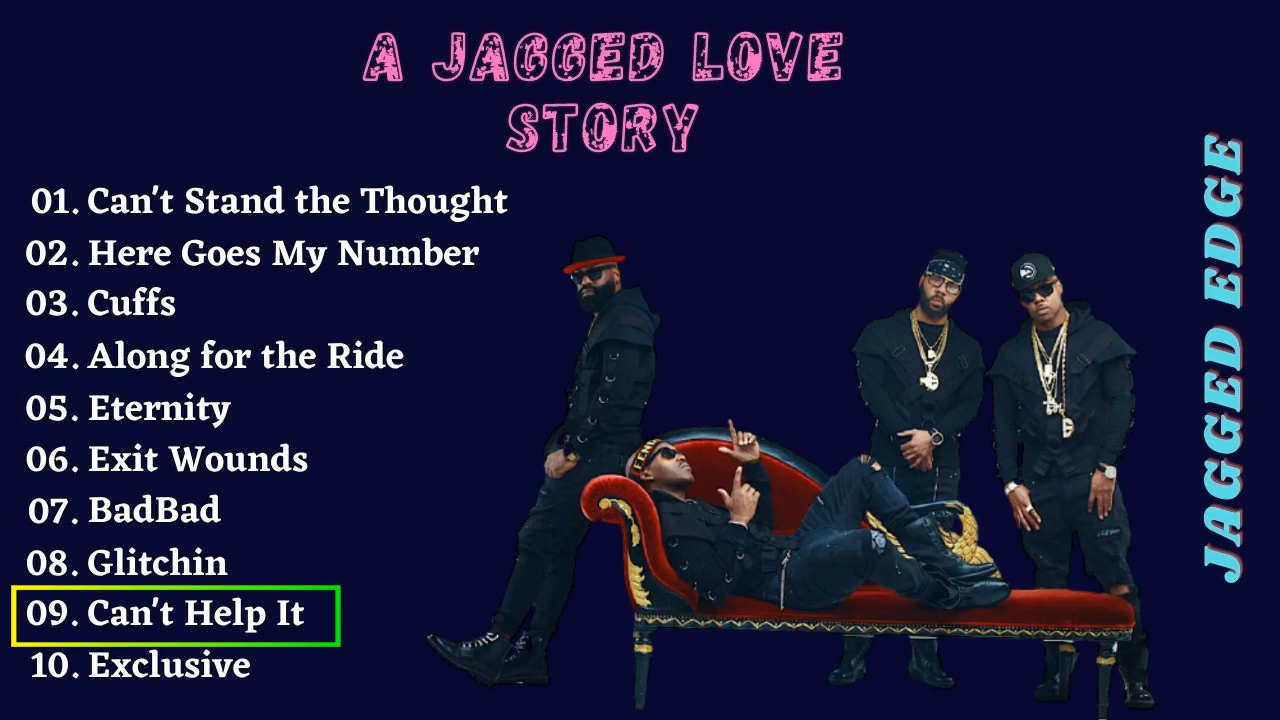 A JAGGED LOVE
STORY
01. Can't Stand the Thought
02. Here Goes My Number
03. Cuffs
04. Along for the Ride
05. Eternity
06. Exit Wounds
07. BadBad
08. Glitchin
09. Can't Help It
10. Exclusive
JAGGED EDGE